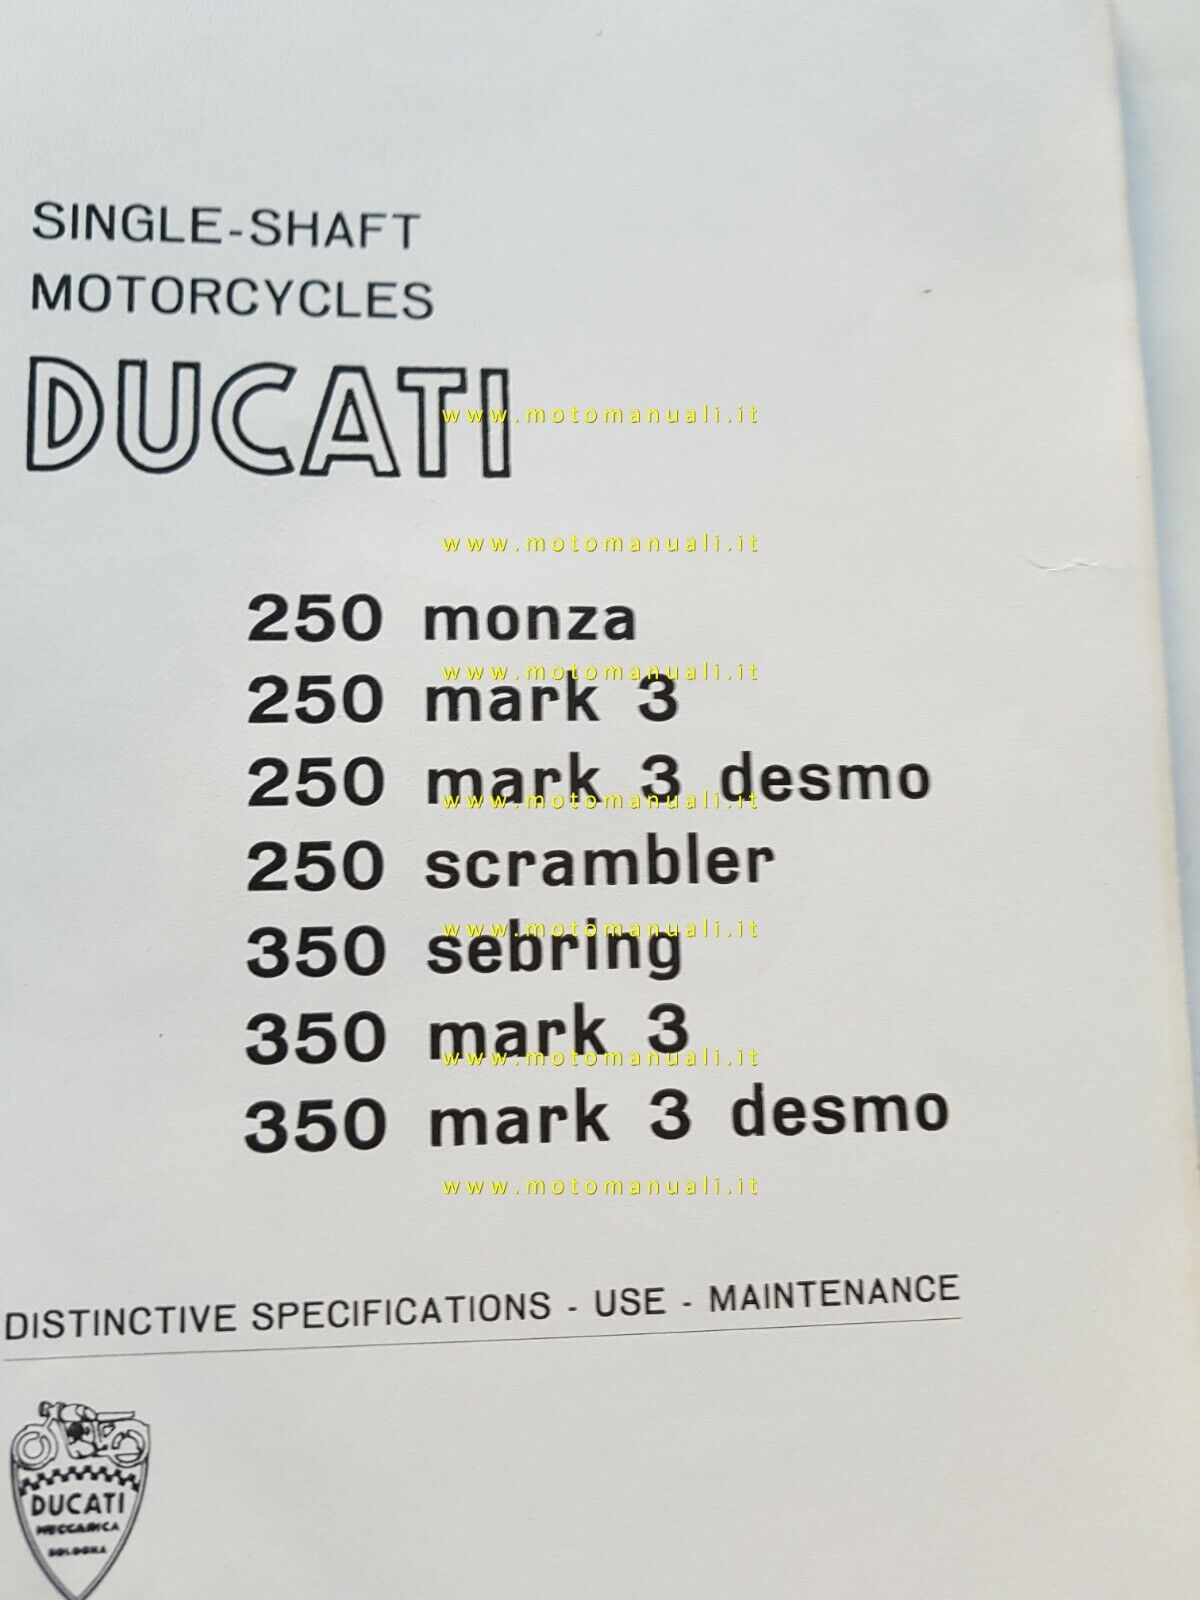 SINGLE-SHAFT
MOTORCYCLES
DUCATI
www.motomanuali.it
www.motomanuali.it
250 monza
www.motomanuali.it
250 mark 3
250 mark 3 desmo
www.motomanuali.it
250 scrambler
www.motomanuali.it
350 sebring
350 mark 3
www.motomanuali.it
350 mark 3 desmo
www.motomanuali.it
DISTINCTIVE SPECIFICATIONS - USE - MAINTENANCE
DUCATI
MECCANICA
BOLOGNA